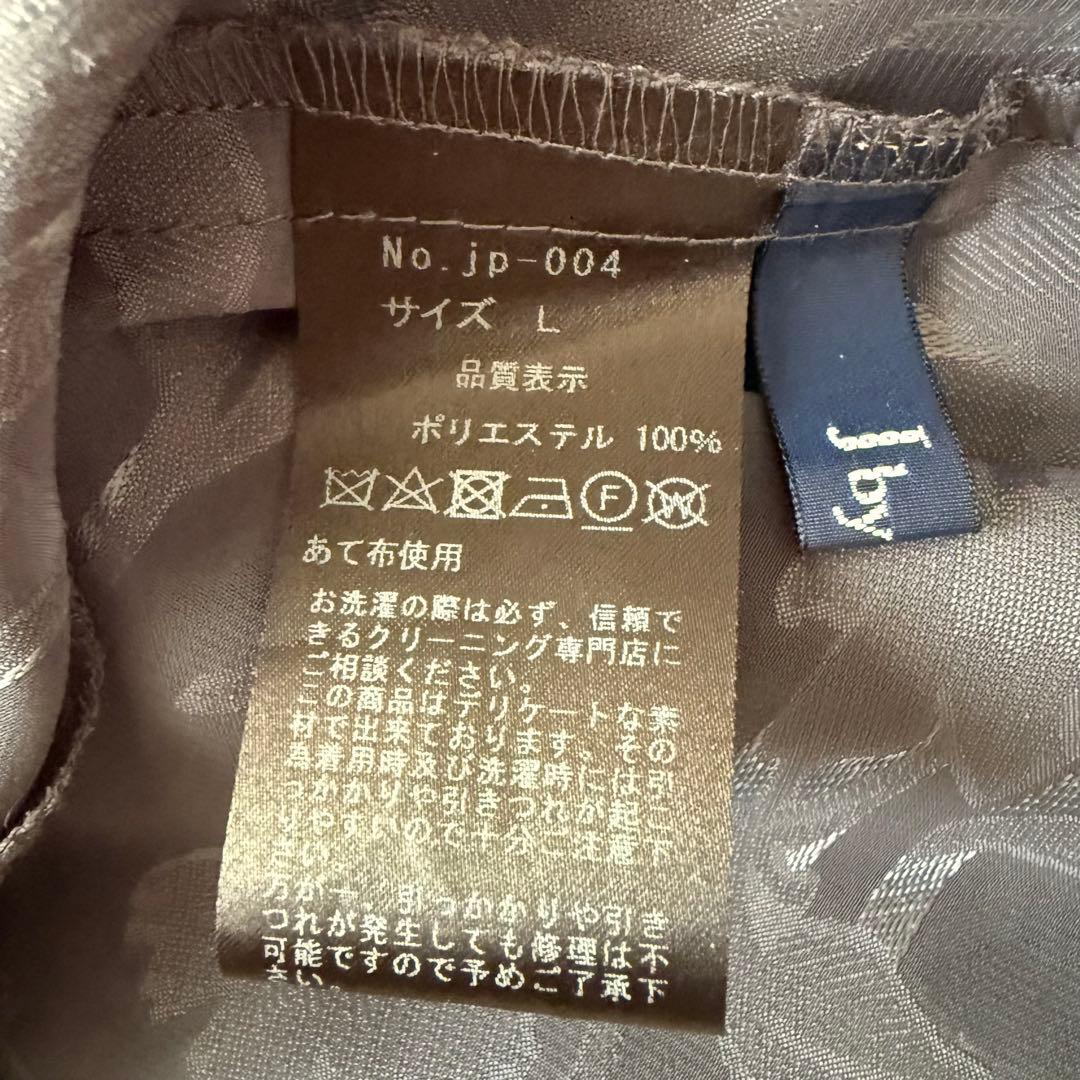 No.jp-004
サイズ L
品質表示
ポリエステル 100%
F
W
あて布使用
お洗濯の際は必ず、信頼で
きるクリーニング専門店に
ご相談ください。
この商品はデリケートな素
材で出来ております、その
為着用時及び洗濯時には引
っかかりや引きつれが起こ
りやすいので十分ご注意下
さい。
万が一、引っかかりや引き
つれが発生しても修理は不
可能ですので予めご了承下
さい。
j by